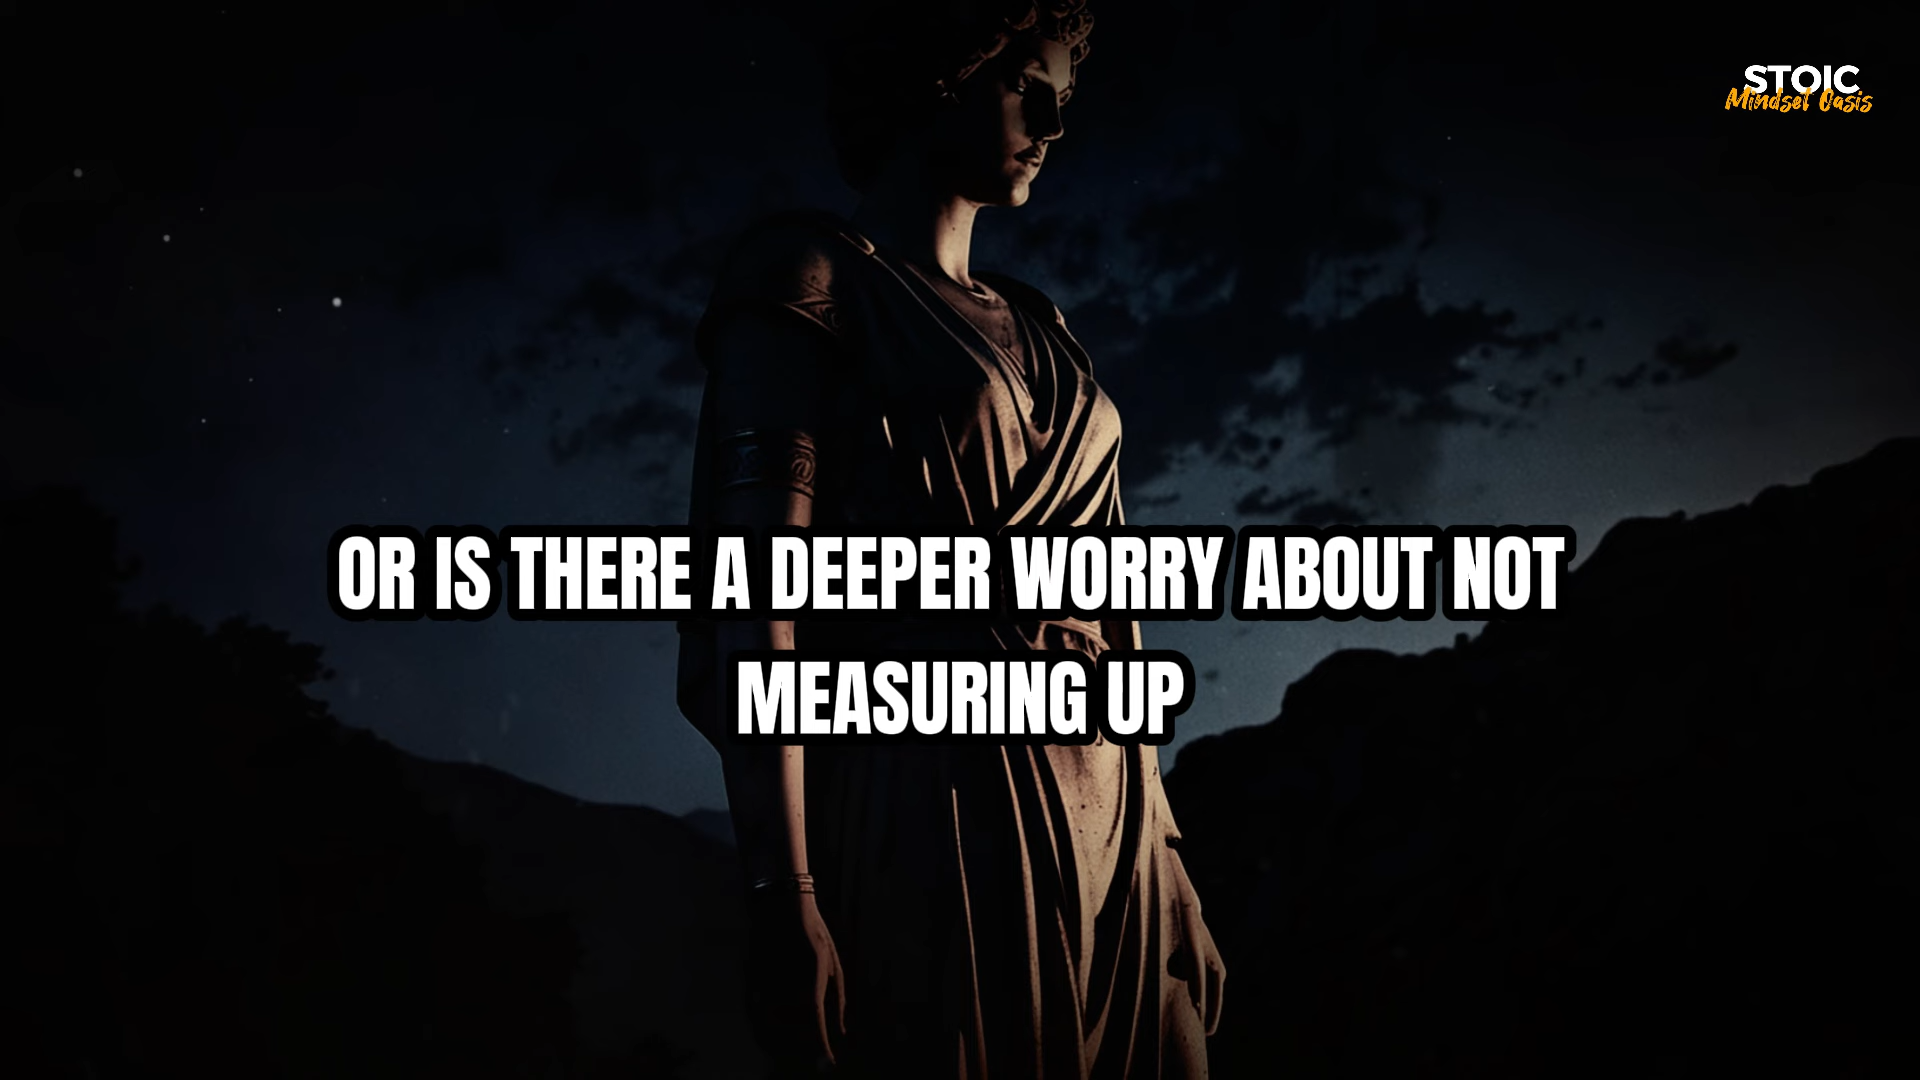 STOIC
Mindset Oasis
OR IS THERE A DEEPER WORRY ABOUT NOT
MEASURING UP